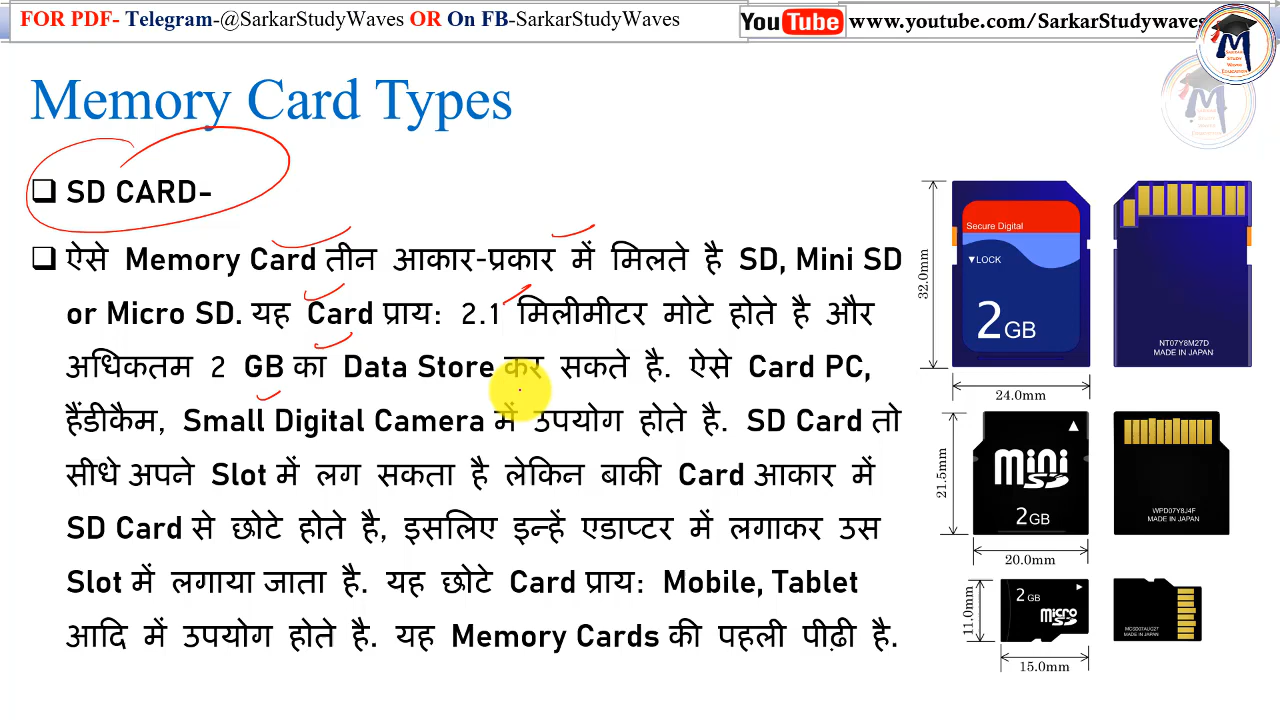 FOR PDF- Telegram-@SarkarStudyWaves OR On FB-SarkarStudyWaves
YouTube www.youtube.com/SarkarStudywaves
Memory Card Types
SD CARD-
ऐसे Memory Card तीन आकार-प्रकार में मिलते है SD, Mini SD
or Micro SD. यह Card प्राय: 2.1 मिलीमीटर मोटे होते है और
अधिकतम 2 GB का Data Store कर सकते है. ऐसे Card PC,
हैंडीकैम, Small Digital Camera में उपयोग होते है. SD Card तो
सीधे अपने Slot में लग सकता है लेकिन बाकी Card आकार में
SD Card से छोटे होते है, इसलिए इन्हें एडाप्टर में लगाकर उस
Slot में लगाया जाता है. यह छोटे Card प्राय: Mobile, Tablet
आदि में उपयोग होते है. यह Memory Cards की पहली पीढ़ी है.
32.0mm
Secure Digital
▼LOCK
2GB
24.0mm
NT07Y8M27D
MADE IN JAPAN
21.5mm
mini SD
2GB
20.0mm
WPD07Y8J4F
MADE IN JAPAN
11.0mm
2 GB
micro SD
15.0mm
MADE IN JAPAN